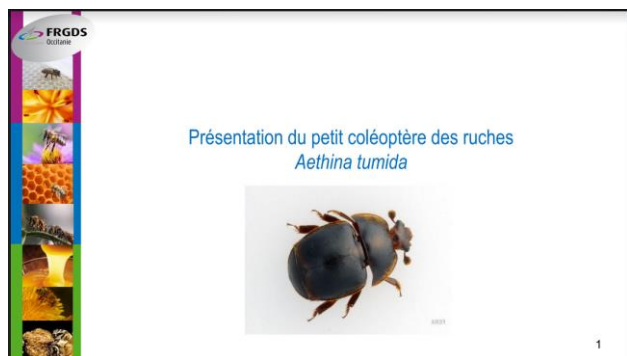 FRGDS
Occitanie
Présentation du petit coléoptère des ruches
Aethina tumida
1